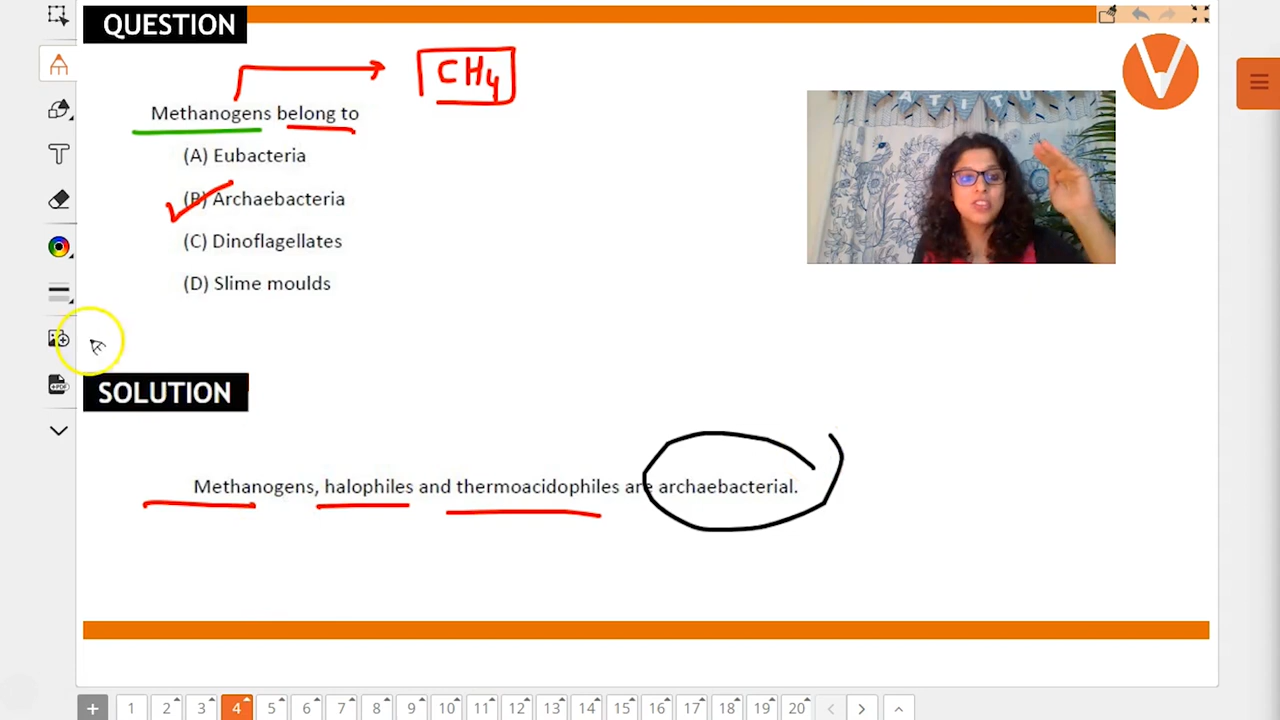 QUESTION
CH4
Methanogens belong to
(A) Eubacteria
(B) Archaebacteria
(C) Dinoflagellates
(D) Slime moulds
SOLUTION
Methanogens, halophiles and thermoacidophiles are archaebacterial.
1 2 3 4 5 6 7 8 9 10 11 12 13 14 15 16 17 18 19 20